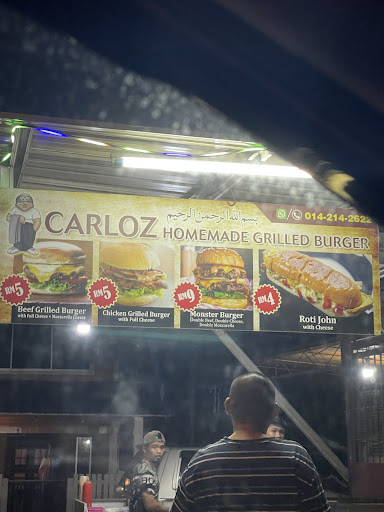 بسم الله الرحمن الرحيم
014-214-2622
CARLOZ HOMEMADE GRILLED BURGER
RM5
Beef Grilled Burger
with Full Cheese + Mozzarella Cheese
RM5
Chicken Grilled Burger
with Full Cheese
RM9
Monster Burger
Double Beef, Double Cheese,
Double Mozzarella
RM4
Roti John
with Cheese